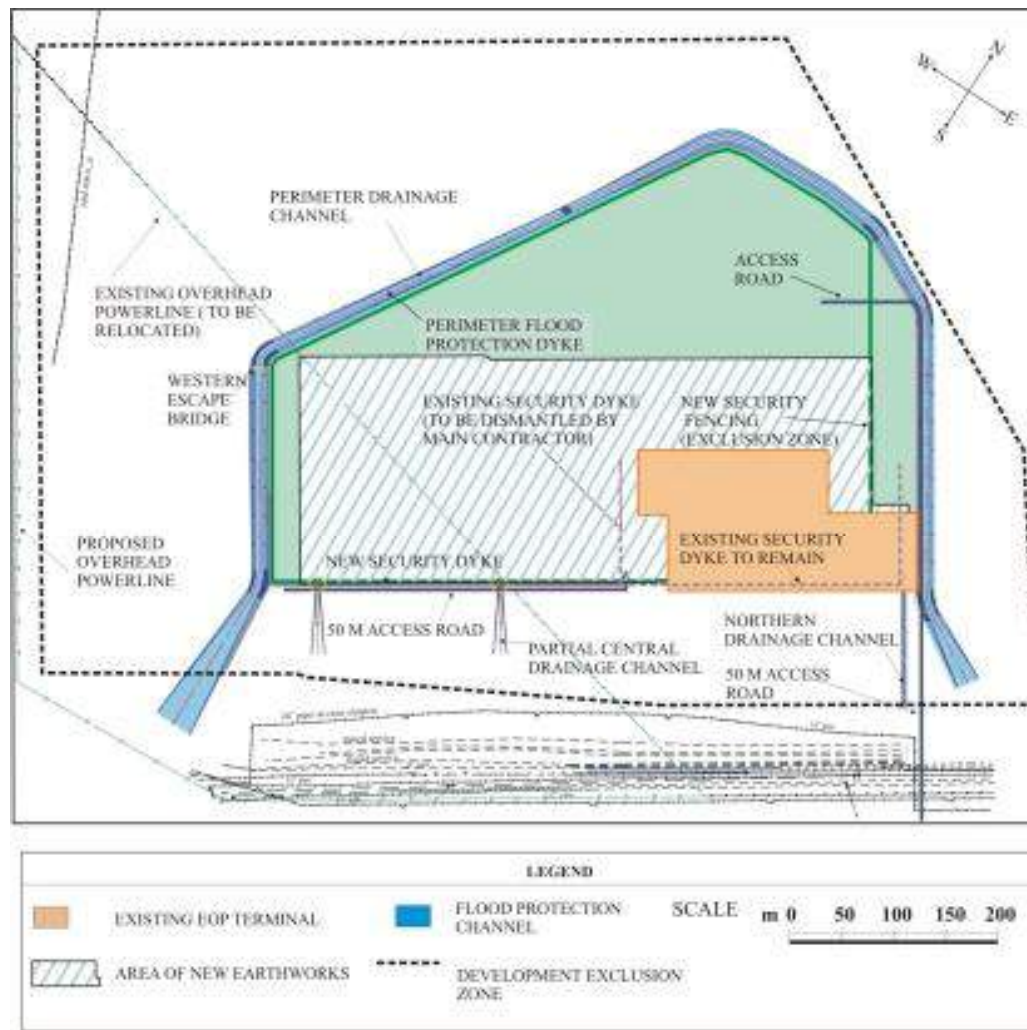 N
W
E
S
PERIMETER DRAINAGE
CHANNEL
ACCESS
ROAD
EXISTING OVERHEAD
POWERLINE ( TO BE
RELOCATED)
PERIMETER FLOOD
PROTECTION DYKE
WESTERN
ESCAPE
BRIDGE
EXISTING SECURITY DYKE
(TO BE DISMANTLED BY
MAIN CONTRACTOR)
NEW SECURITY
FENCING
(EXCLUSION ZONE)
PROPOSED
OVERHEAD
POWERLINE
NEW SECURITY DYKE
EXISTING SECURITY
DYKE TO REMAIN
50 M ACCESS ROAD
PARTIAL CENTRAL
DRAINAGE CHANNEL
NORTHERN
DRAINAGE CHANNEL
50 M ACCESS
ROAD
LEGEND
EXISTING EOP TERMINAL
FLOOD PROTECTION
CHANNEL
SCALE m 0 50 100 150 200
AREA OF NEW EARTHWORKS
DEVELOPMENT EXCLUSION
ZONE